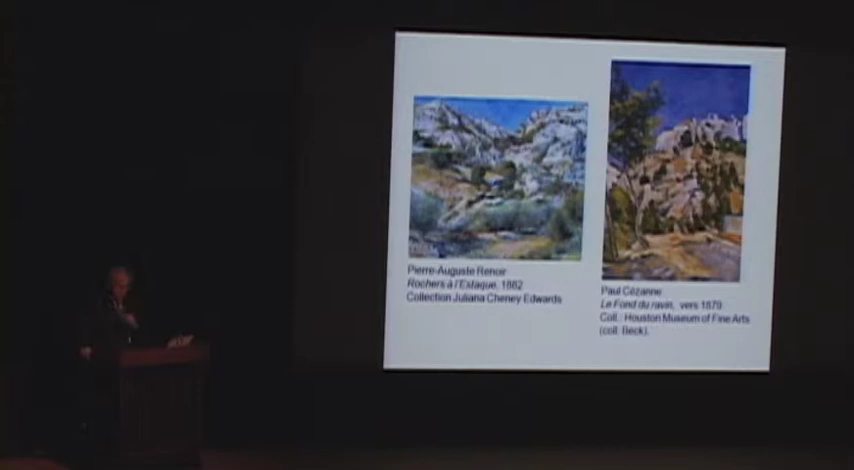 Pierre-Auguste Renoir
Rochers à l'Estaque, 1882
Collection Juliana Cheney Edwards
Paul Cézanne
Le Fond du ravin, vers 1879
Coll.: Houston Museum of Fine Arts
(coll. Beck).